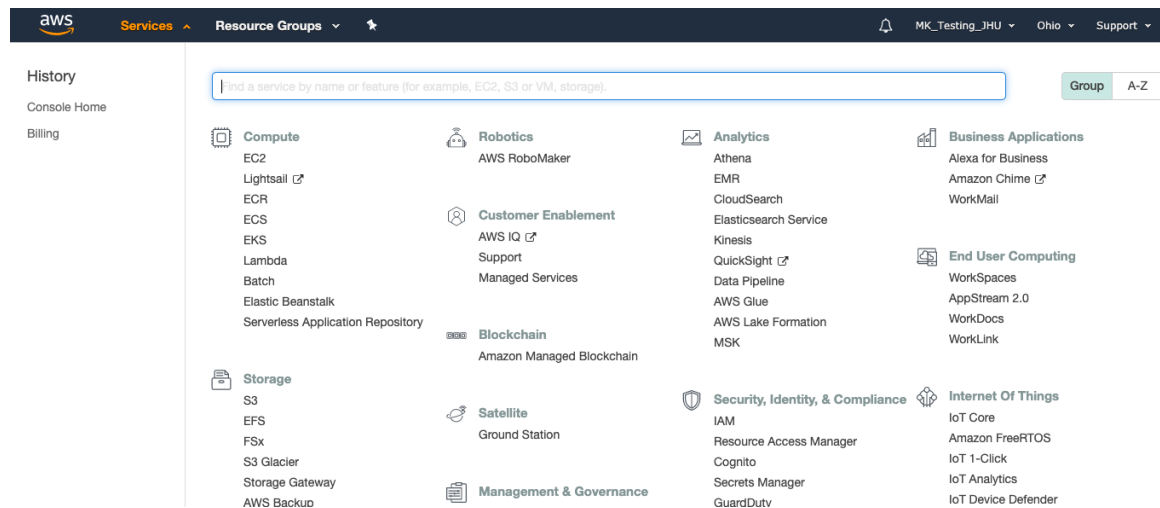 aws Services Resource Groups MK_Testing_JHU Ohio Support
History
Console Home
Billing
Find a service by name or feature (for example, EC2, S3 or VM, storage).
Group A-Z
Compute
EC2
Lightsail
ECR
ECS
EKS
Lambda
Batch
Elastic Beanstalk
Serverless Application Repository
Storage
S3
EFS
FSx
S3 Glacier
Storage Gateway
AWS Backup
Robotics
AWS RoboMaker
Customer Enablement
AWS IQ
Support
Managed Services
Blockchain
Amazon Managed Blockchain
Satellite
Ground Station
Management & Governance
Analytics
Athena
EMR
CloudSearch
Elasticsearch Service
Kinesis
QuickSight
Data Pipeline
AWS Glue
AWS Lake Formation
MSK
Security, Identity, & Compliance
IAM
Resource Access Manager
Cognito
Secrets Manager
GuardDuty
Business Applications
Alexa for Business
Amazon Chime
WorkMail
End User Computing
WorkSpaces
AppStream 2.0
WorkDocs
WorkLink
Internet Of Things
IoT Core
Amazon FreeRTOS
IoT 1-Click
IoT Analytics
IoT Device Defender